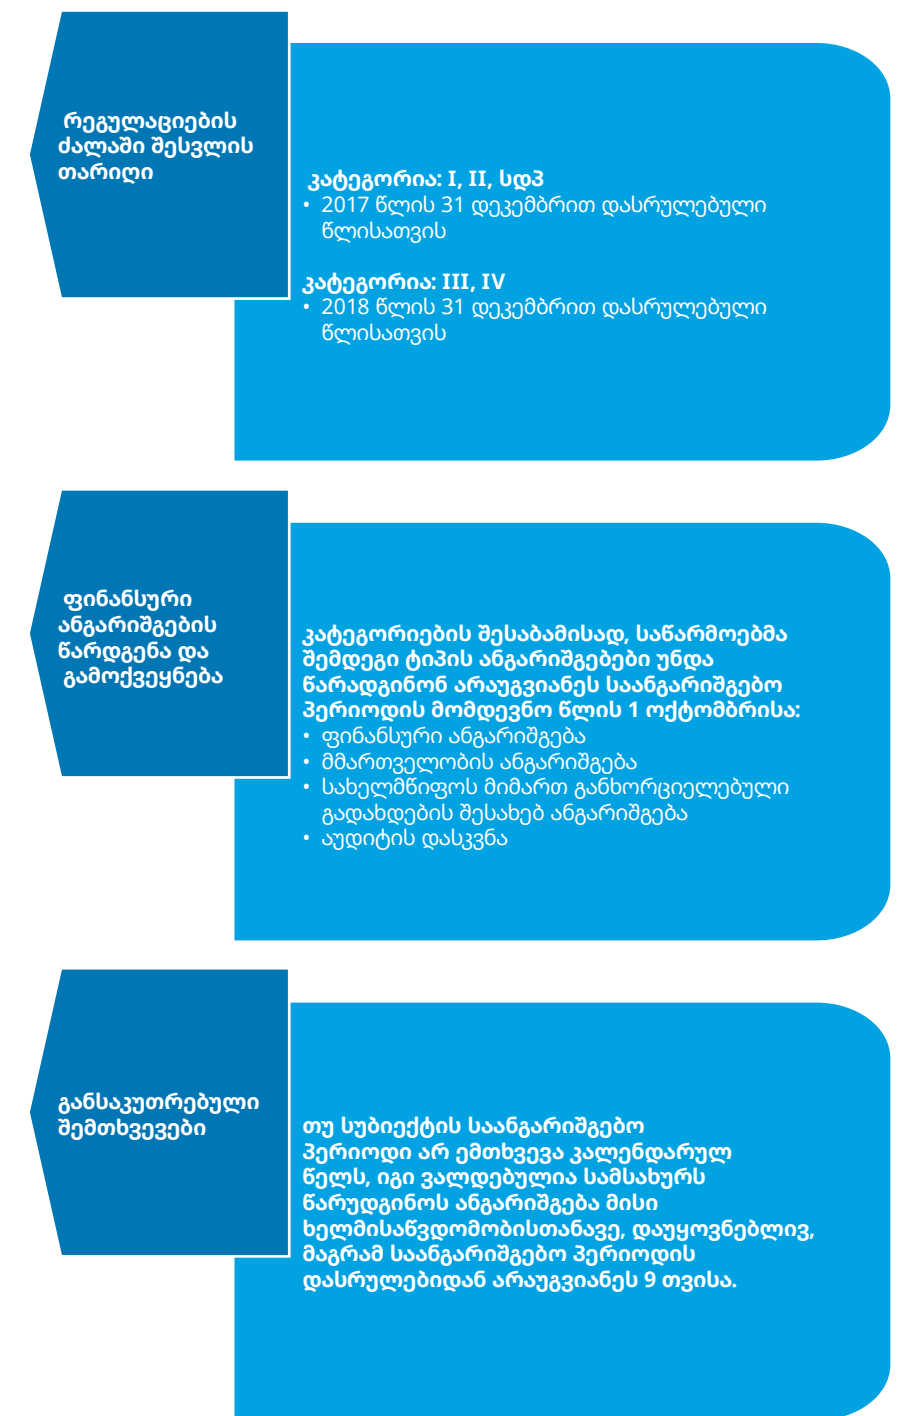 რეგულაციების
ძალაში შესვლის
თარიღი
კატეგორია: I, II, სდპ
• 2017 წლის 31 დეკემბრით დასრულებული
წლისათვის
კატეგორია: III, IV
• 2018 წლის 31 დეკემბრით დასრულებული
წლისათვის
ფინანსური
ანგარიშგების
წარდგენა და
გამოქვეყნება
კატეგორიების შესაბამისად, საწარმოებმა
შემდეგი ტიპის ანგარიშგებები უნდა
წარადგინონ არაუგვიანეს საანგარიშგებო
პერიოდის მომდევნო წლის 1 ოქტომბრისა:
• ფინანსური ანგარიშგება
• მმართველობის ანგარიშგება
• სახელმწიფოს მიმართ განხორციელებული
გადახდების შესახებ ანგარიშგება
• აუდიტის დასკვნა
განსაკუთრებული
შემთხვევები
თუ სუბიექტის საანგარიშგებო
პერიოდი არ ემთხვევა კალენდარულ
წელს, იგი ვალდებულია სამსახურს
წარუდგინოს ანგარიშგება მისი
ხელმისაწვდომობისთანავე, დაუყოვნებლივ,
მაგრამ საანგარიშგებო პერიოდის
დასრულებიდან არაუგვიანეს 9 თვისა.